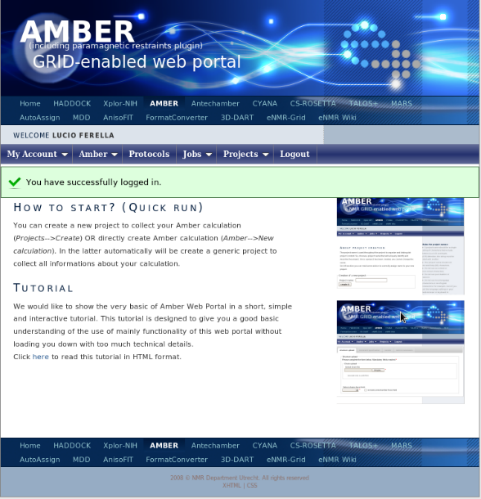 AMBER
(including paramagnetic restraints plugin)
GRID-enabled web portal
Home HADDOCK Xplor-NIH AMBER Antechamber CYANA CS-ROSETTA TALOS+ MARS
AutoAssign MDD AnisoFIT FormatConverter 3D-DART eNMR-Grid eNMR Wiki
WELCOME LUCIO FERELLA
My Account Amber Protocols Jobs Projects Logout
You have successfully logged in.
HOW TO START? (QUICK RUN)
You can create a new project to collect your Amber calculation
(Projects-->Create) OR directly create Amber calculation (Amber-->New
calculation). In the latter automatically will be create a generic project to
collect all informations about your calculation.
TUTORIAL
We would like to show the very basic of Amber Web Portal in a short, simple
and interactive tutorial. This tutorial is designed to give you a good basic
understanding of the use of mainly functionality of this web portal without
loading you down with too much technical details.
Click here to read this tutorial in HTML format.
AMBER
GRID-enabled web portal
Home HADDOCK Xplor-NIH AMBER Antechamber CYANA CS-ROSETTA TALOS+ MARS
AutoAssign MDD AnisoFIT FormatConverter 3D-DART eNMR-Grid eNMR Wiki
2008 © NMR Department Utrecht, All rights reserved
XHTML | CSS